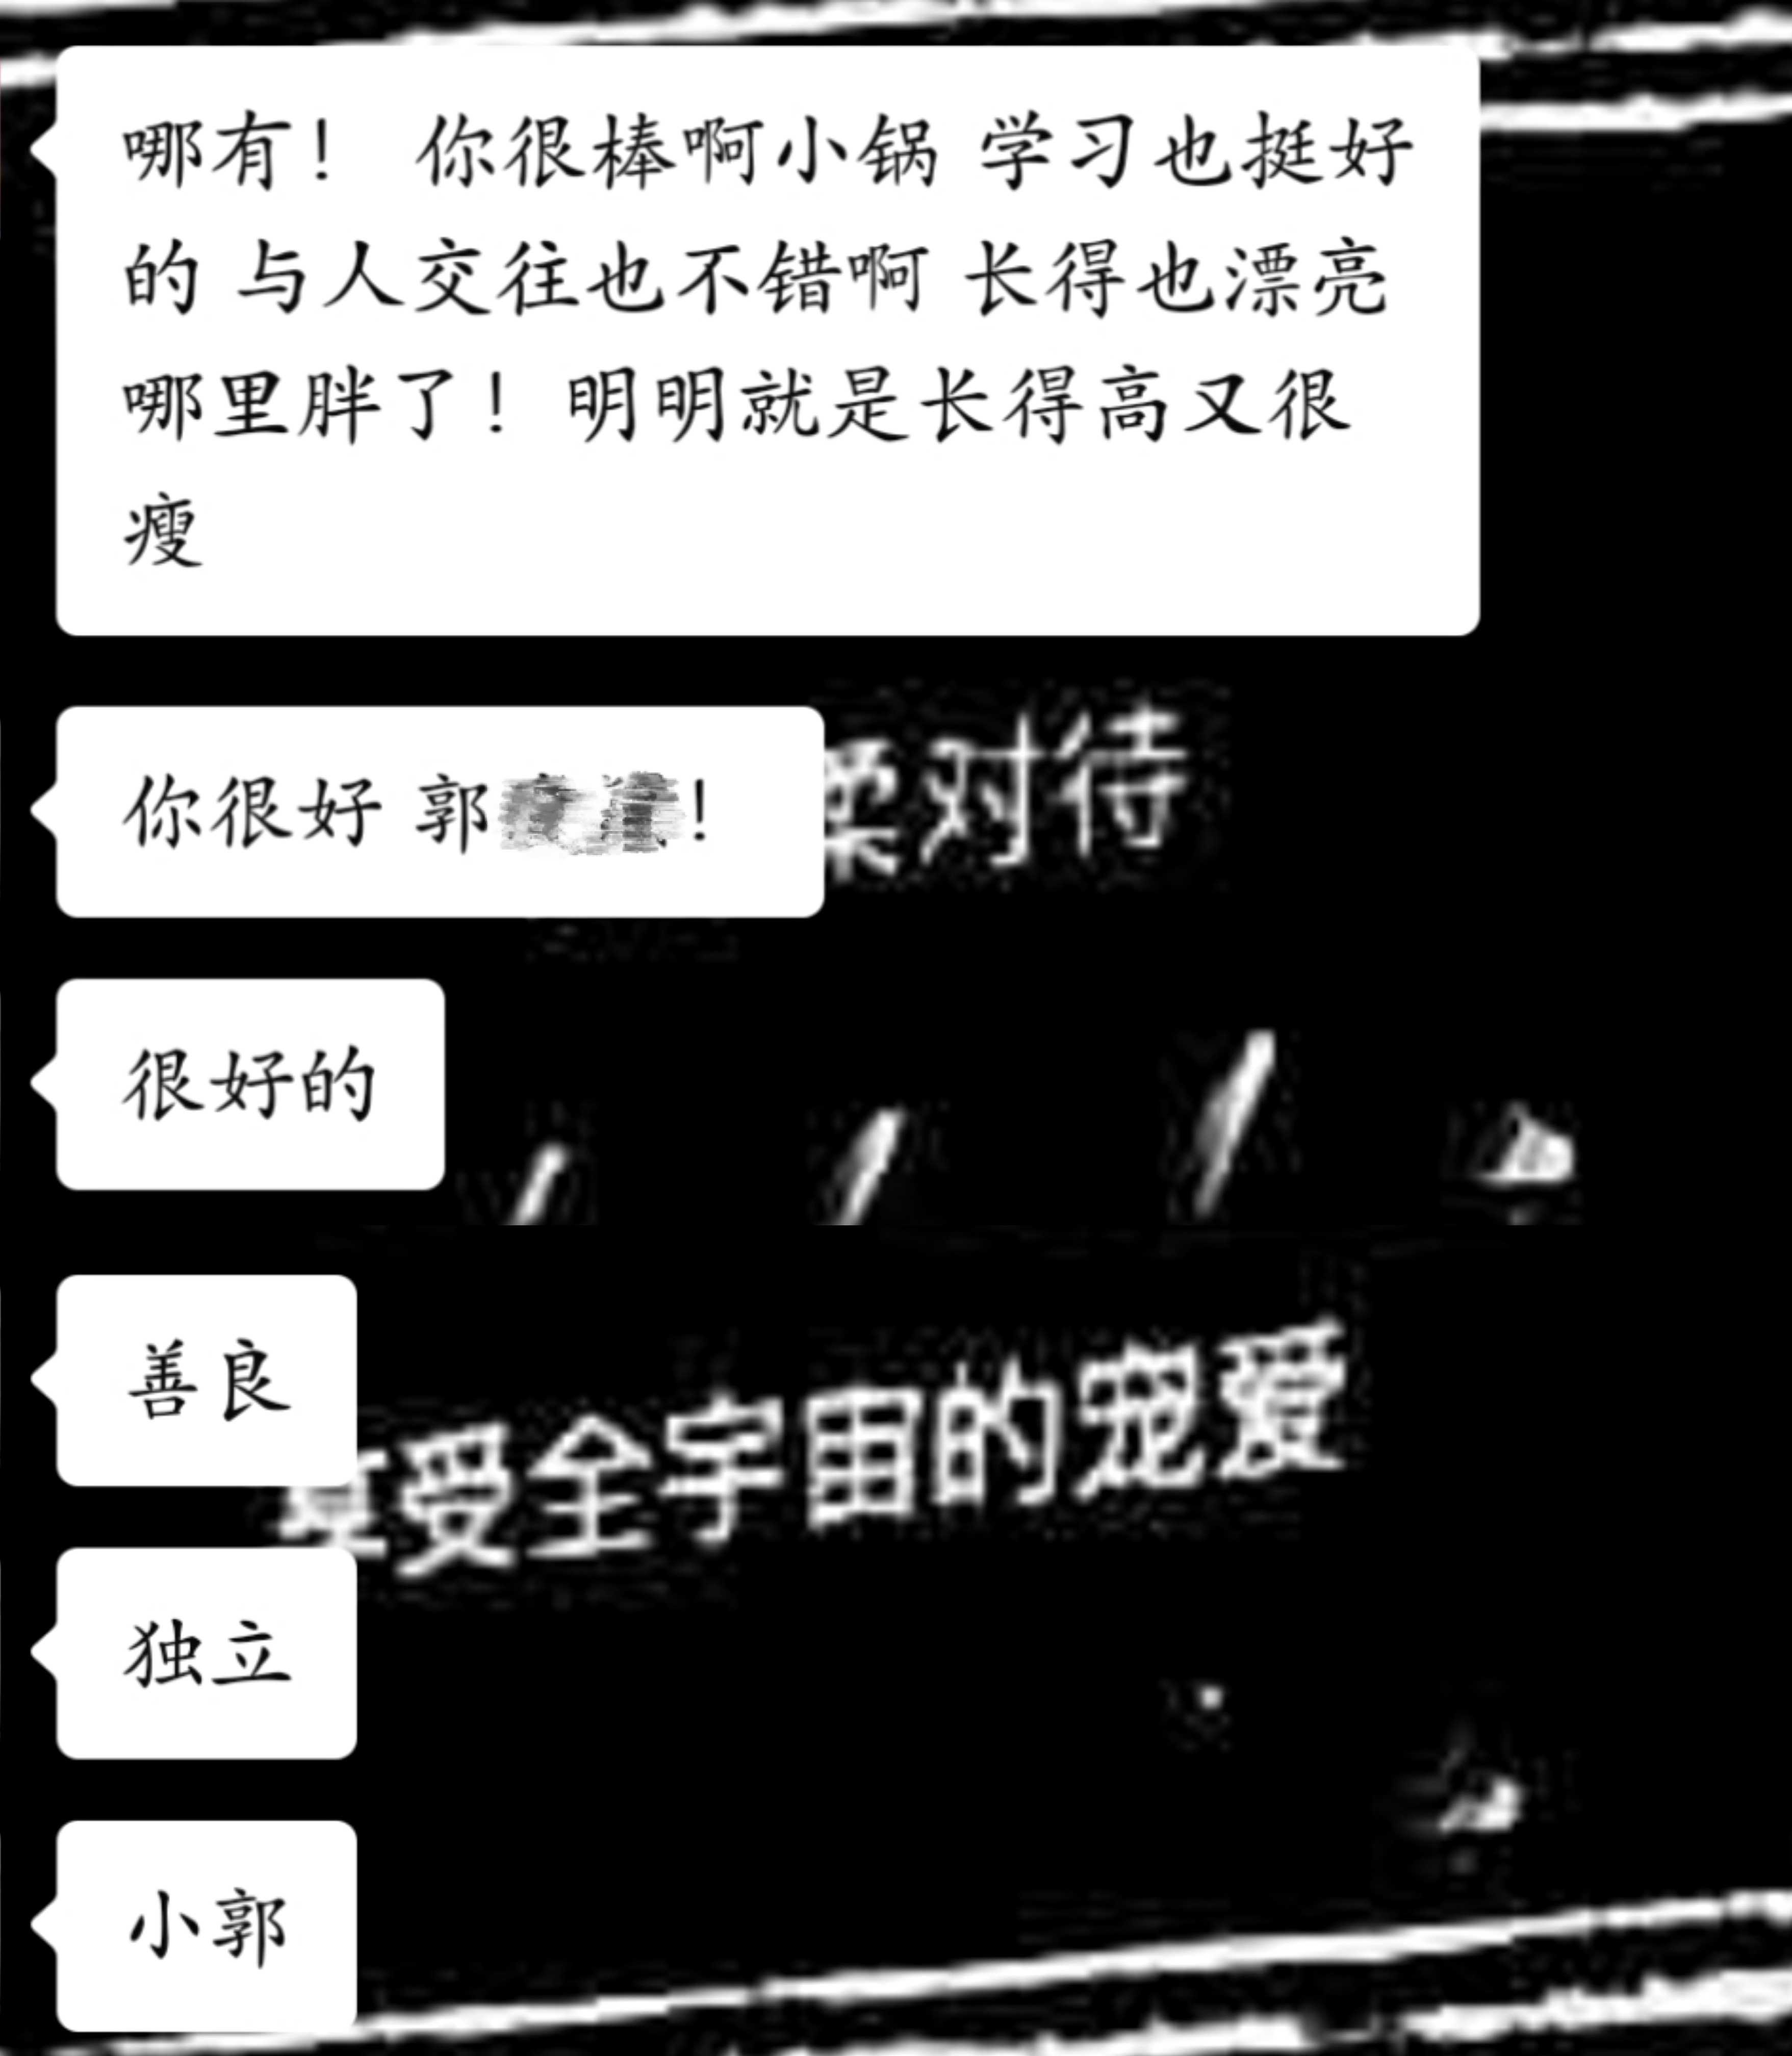 哪有！ 你很棒啊小锅 学习也挺好
的 与人交往也不错啊 长得也漂亮
哪里胖了！明明就是长得高又很
瘦
你很好 郭！
对待
很好的
善良
受全宇宙的宠爱
独立
小郭